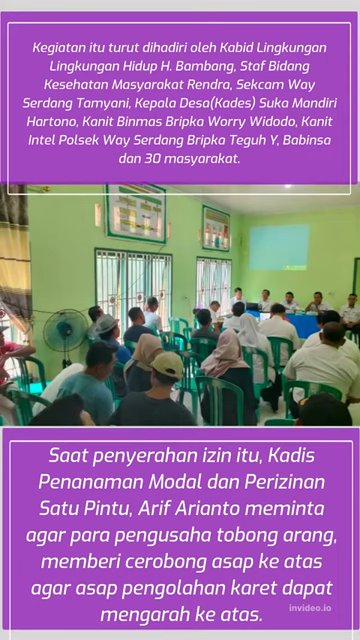 Kegiatan itu turut dihadiri oleh Kabid Lingkungan
Lingkungan Hidup H. Bambang, Staf Bidang
Kesehatan Masyarakat Rendra, Sekcam Way
Serdang Tamyani, Kepala Desa(Kades) Suka Mandiri
Hartono, Kanit Binmas Bripka Worry Widodo, Kanit
Intel Polsek Way Serdang Bripka Teguh Y, Babinsa
dan 30 masyarakat.
Saat penyerahan izin itu, Kadis
Penanaman Modal dan Perizinan
Satu Pintu, Arif Arianto meminta
agar para pengusaha tobong arang,
memberi cerobong asap ke atas
agar asap pengolahan karet dapat
mengarah ke atas.
invideo.io